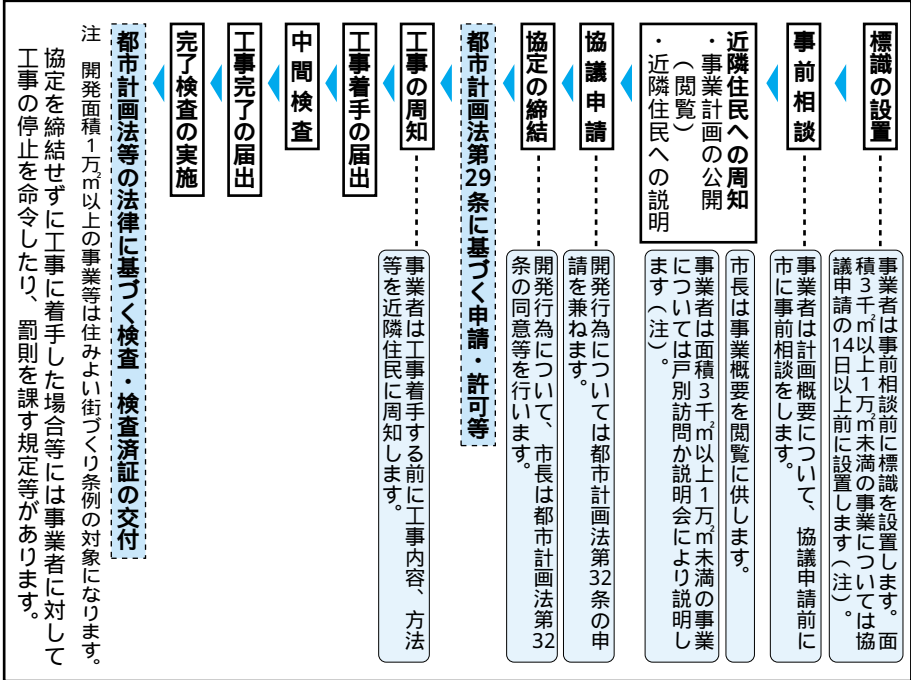 標識の設置
事業者は事前相談前に標識を設置します。面
積3千㎡以上1万㎡未満の事業については協
議申請の14日以上前に設置します(注)。
事前相談
事業者は計画概要について、協議申請前に
市に事前相談をします。
近隣住民への周知
・事業計画の公開
(閲覧)
・近隣住民への説明
市長は事業概要を閲覧に供します。
事業者は面積3千㎡以上1万㎡未満の事業
については戸別訪問か説明会により説明し
ます(注)。
協議申請
開発行為については都市計画法第32条の申
請を兼ねます。
協定の締結
開発行為について、市長は都市計画法第32
条の同意等を行います。
都市計画法第29条に基づく申請・許可等
工事の周知
事業者は工事着手する前に工事内容、方法
等を近隣住民に周知します。
工事着手の届出
中間検査
工事完了の届出
完了検査の実施
都市計画法等の法律に基づく検査・検査済証の交付
注 開発面積1万㎡以上の事業等は住みよい街づくり条例の対象になります。
協定を締結せずに工事に着手した場合等には事業者に対して
工事の停止を命令したり、罰則を課す規定等があります。